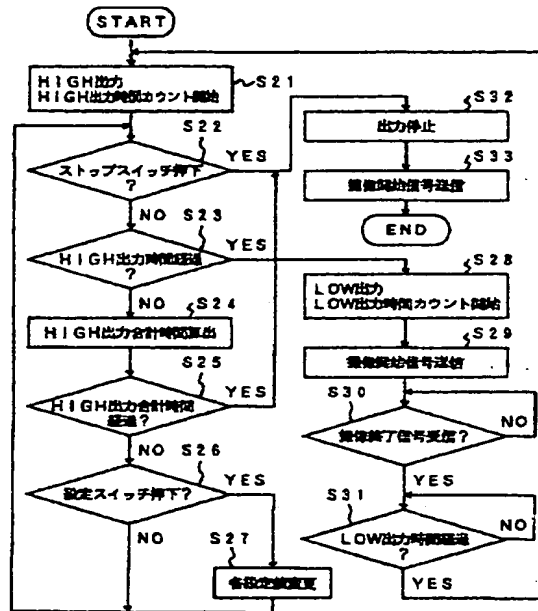 START
HIGH出力
HIGH出力時間カウント開始
S21
S22
ストップスイッチ押下
?
YES
NO
S23
HIGH出力時間経過
?
YES
NO
S24
HIGH出力合計時間算出
S25
HIGH出力合計時間
経過?
YES
NO
S26
設定スイッチ押下?
YES
NO
S27
各設定値変更
S32
出力停止
S33
撮像開始信号送信
END
S28
LOW出力
LOW出力時間カウント開始
S29
撮像開始信号送信
S30
撮像終了信号受信?
NO
YES
S31
LOW出力時間経過
?
NO
YES